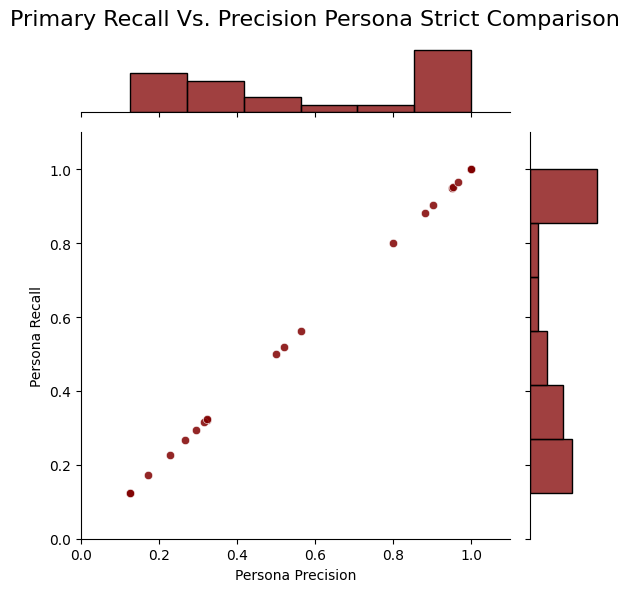 Primary Recall Vs. Precision Persona Strict Comparison
1.0
0.8
0.6
0.4
0.2
0.0
Persona Recall
0.0 0.2 0.4 0.6 0.8 1.0
Persona Precision